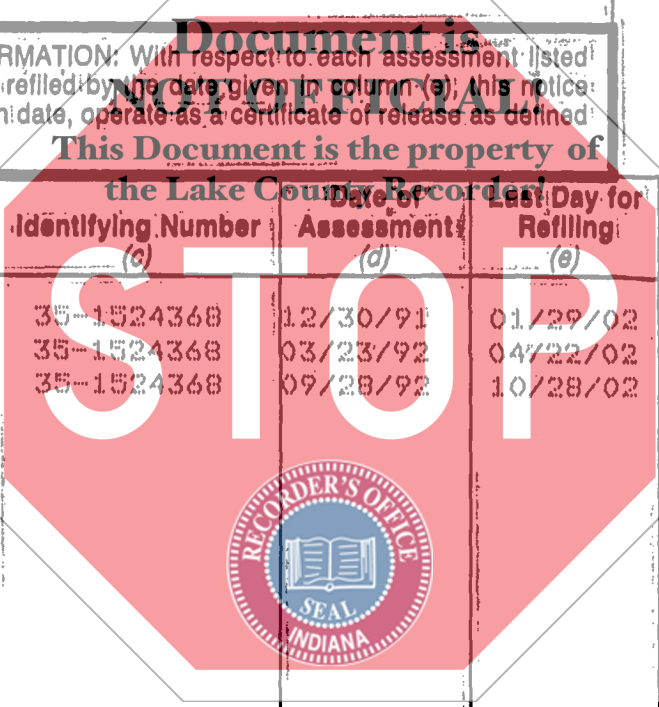 Document is
RMATION: With respect to each assessment listed
refiled by the date given in column (e), this notice
NOT OFFICIAL!
date, operate as a certificate of release as defined
This Document is the property of
the Lake County Recorder!
Identifying Number
(c)
Date of
Assessment
(d)
Last Day for
Refiling
(e)
35-1524368 12/30/91 01/29/02
35-1524368 03/23/92 04/22/02
35-1524368 09/28/92 10/28/02
STOP
RECORDER'S OFFICE
SEAL
INDIANA